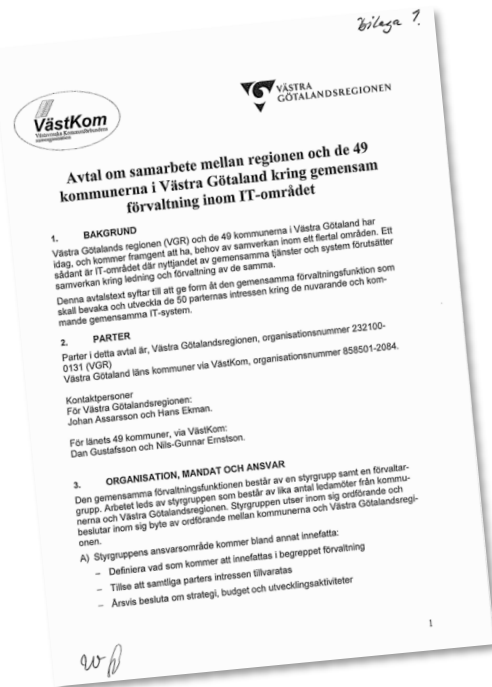 Bilaga 1.
VästKom
Västsvenska Kommunförbundens
samorganisation
VÄSTRA
GÖTALANDSREGIONEN
Avtal om samarbete mellan regionen och de 49
kommunerna i Västra Götaland kring gemensam
förvaltning inom IT-området
1. BAKGRUND
Västra Götalands regionen (VGR) och de 49 kommunerna i Västra Götaland har
idag, och kommer framgent att ha, behov av samverkan inom ett flertal områden. Ett
sådant är IT-området där nyttjandet av gemensamma tjänster och system förutsätter
samverkan kring ledning och förvaltning av de samma.
Denna avtalstext syftar till att ge form åt den gemensamma förvaltningsfunktion som
skall bevaka och utveckla de 50 parternas intressen kring de nuvarande och kom-
mande gemensamma IT-system.
2. PARTER
Parter i detta avtal är, Västra Götalandsregionen, organisationsnummer 232100-
0131 (VGR)
Västra Götaland läns kommuner via VästKom, organisationsnummer 858501-2084.
Kontaktpersoner
För Västra Götalandsregionen:
Johan Assarsson och Hans Ekman.
För länets 49 kommuner, via VästKom:
Dan Gustafsson och Nils-Gunnar Ernstson.
3. ORGANISATION, MANDAT OCH ANSVAR
Den gemensamma förvaltningsfunktionen består av en styrgrupp samt en förvaltar-
grupp. Arbetet leds av styrgruppen som består av lika antal ledamöter från kommu-
nerna och Västra Götalandsregionen. Styrgruppen utser inom sig ordförande och
beslutar inom sig byte av ordförande mellan kommunerna och Västra Götalandsregi-
onen.
A) Styrgruppens ansvarsområde kommer bland annat innefatta:
– Definiera vad som kommer att innefattas i begreppet förvaltning
– Tillse att samtliga parters intressen tillvaratas
– Årsvis besluta om strategi, budget och utvecklingsaktiviteter
1